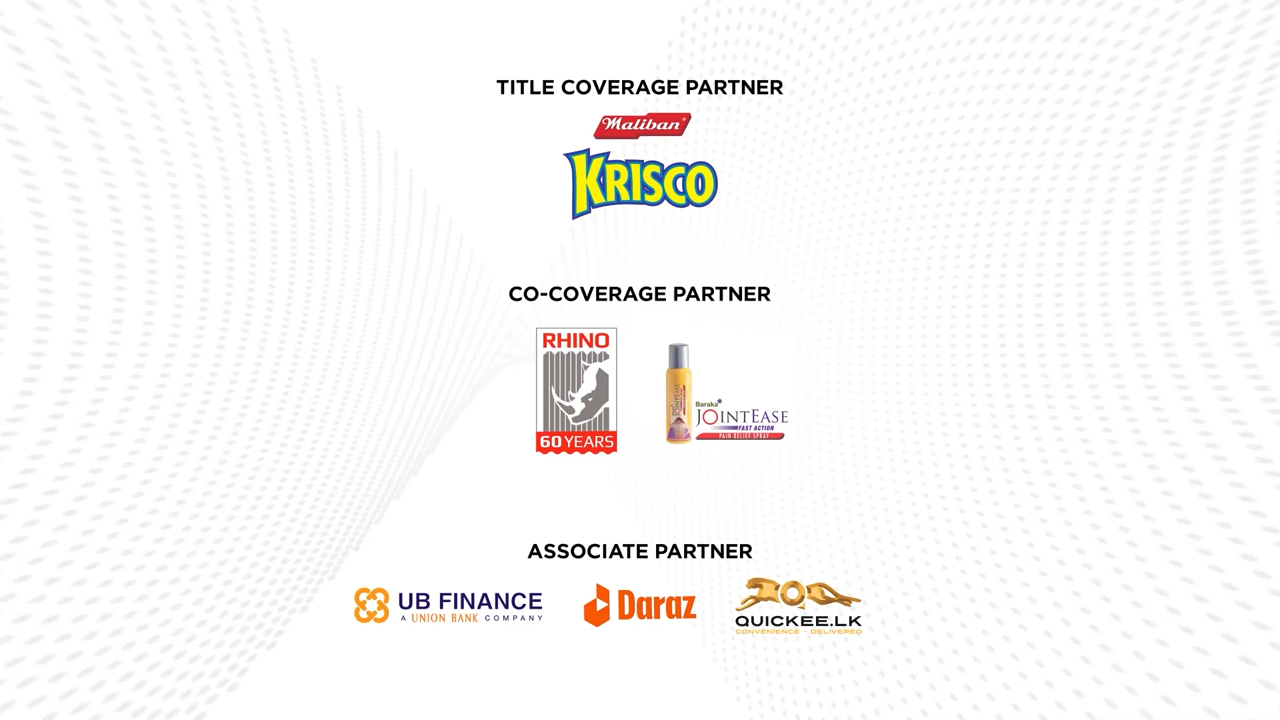 TITLE COVERAGE PARTNER
Maliban®
KRISCO
CO-COVERAGE PARTNER
RHINO
60 YEARS
JOINTEASE
Baraka
JOINTEASE
FAST ACTION
PAIN RELIEF SPRAY
ASSOCIATE PARTNER
UB FINANCE
A UNION BANK COMPANY
Daraz
QUICKEE.LK
CONVENIENCE - DELIVERED